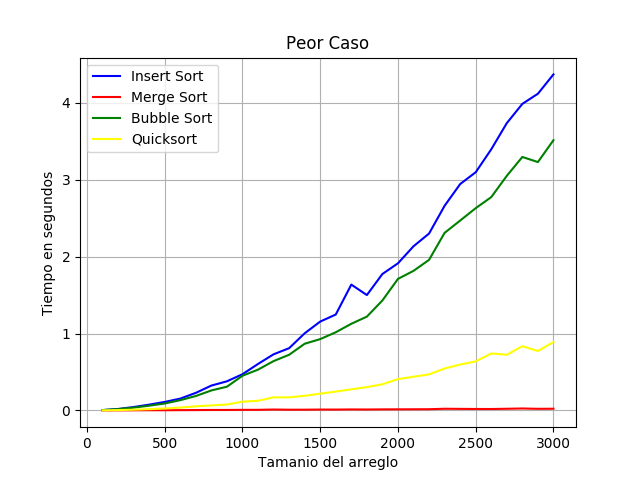 Peor Caso
Insert Sort
Merge Sort
Bubble Sort
Quicksort
Tiempo en segundos
4
3
2
1
0
0 500 1000 1500 2000 2500 3000
Tamanio del arreglo